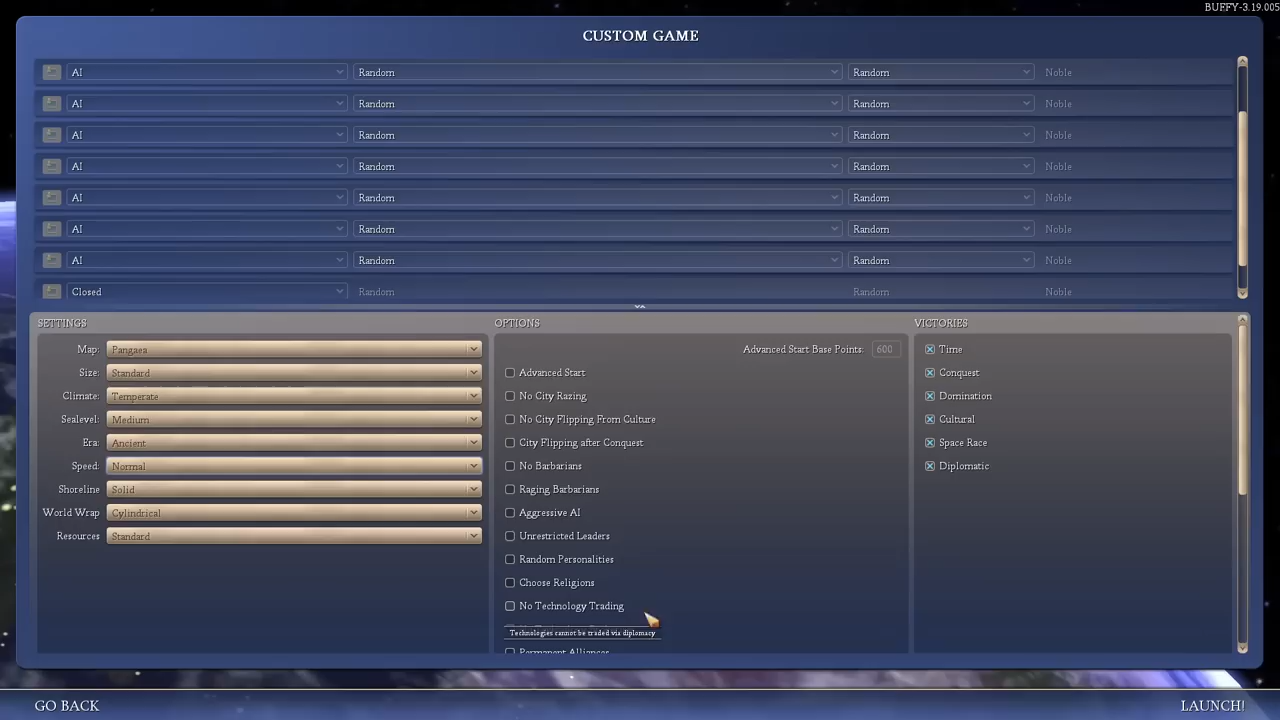 BUFFY-3.19.005
CUSTOM GAME
AI Random Random Noble
AI Random Random Noble
AI Random Random Noble
AI Random Random Noble
AI Random Random Noble
AI Random Random Noble
AI Random Random Noble
Closed Random Random Noble
SETTINGS
Map: Pangaea
Size: Standard
Climate: Temperate
Sealevel: Medium
Era: Ancient
Speed: Normal
Shoreline Solid
World Wrap Cylindrical
Resources Standard
OPTIONS
Advanced Start Base Points: 600
Advanced Start
No City Razing
No City Flipping From Culture
City Flipping after Conquest
No Barbarians
Raging Barbarians
Aggressive AI
Unrestricted Leaders
Random Personalities
Choose Religions
No Technology Trading
Technologies cannot be traded via diplomacy
Permanent Alliances
VICTORIES
Time
Conquest
Domination
Cultural
Space Race
Diplomatic
GO BACK
LAUNCH!